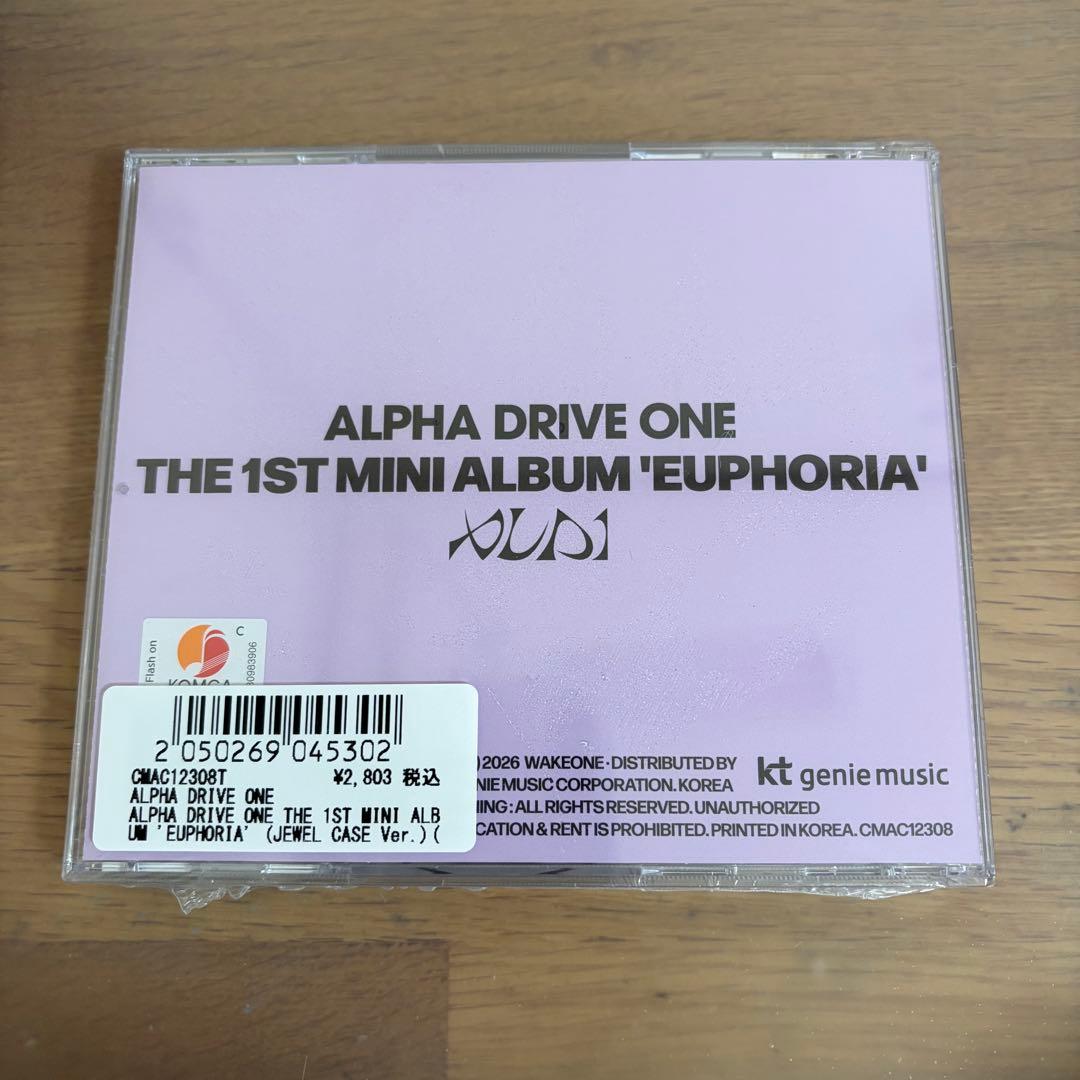 ALPHA DRIVE ONE
THE 1ST MINI ALBUM 'EUPHORIA'
ALD1
Flash on
C
KOMCA
80983906
2 050269 045302
CMAC12308T ¥2,803 税込
ALPHA DRIVE ONE
ALPHA DRIVE ONE THE 1ST MINI ALB
UM 'EUPHORIA' (JEWEL CASE Ver.)(
2026 WAKEONE · DISTRIBUTED BY
NIE MUSIC CORPORATION. KOREA
ING : ALL RIGHTS RESERVED. UNAUTHORIZED
CATION & RENT IS PROHIBITED. PRINTED IN KOREA. CMAC12308
kt genie music